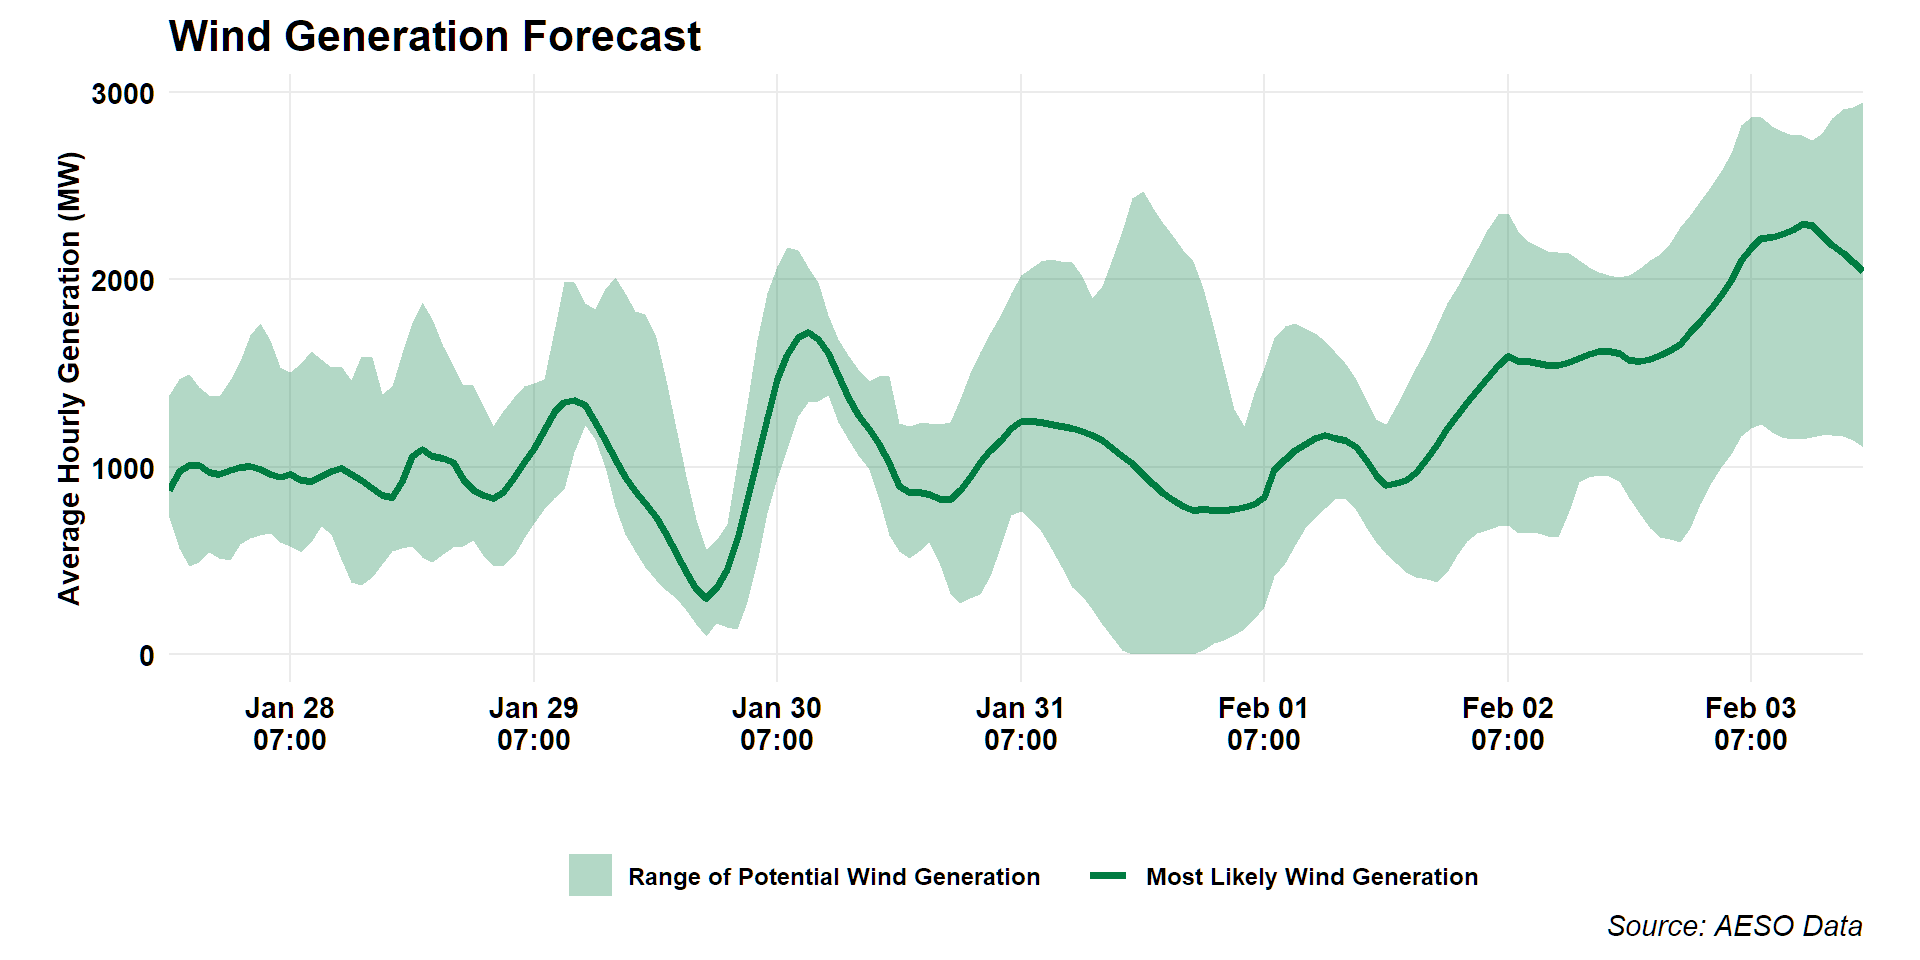 Wind Generation Forecast
Average Hourly Generation (MW)
3000
2000
1000
0
Jan 28 Jan 29 Jan 30 Jan 31 Feb 01 Feb 02 Feb 03
07:00 07:00 07:00 07:00 07:00 07:00 07:00
Range of Potential Wind Generation Most Likely Wind Generation
Source: AESO Data